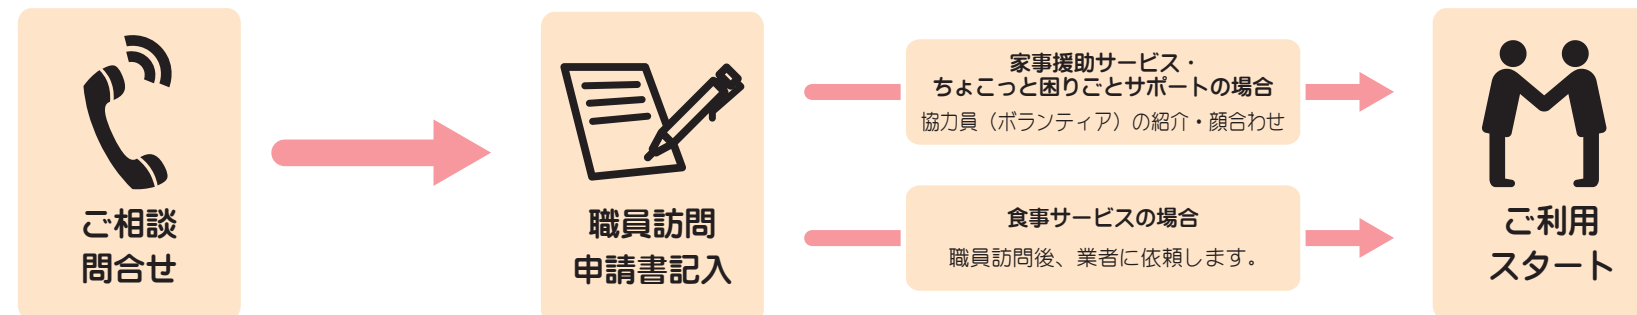 ご相談
問合せ
職員訪問
申請書記入
家事援助サービス・
ちょこっと困りごとサポートの場合
協力員（ボランティア）の紹介・顔合わせ
食事サービスの場合
職員訪問後、業者に依頼します。
ご利用
スタート